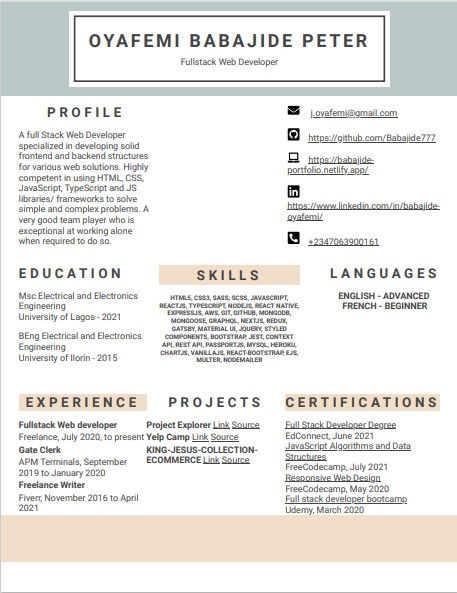 OYAFEMI BABAJIDE PETER
Fullstack Web Developer
PROFILE
A full Stack Web Developer
specialized in developing solid
frontend and backend structures
for various web solutions. Highly
competent in using HTML, CSS,
JavaScript, TypeScript and JS
libraries/ frameworks to solve
simple and complex problems. A
very good team player who is
exceptional at working alone
when required to do so.
j.oyafemi@gmail.com
https://github.com/Babajide777
https://babajide-
portfolio.netlify.app/
https://www.linkedin.com/in/babajide-
oyafemi/
+2347063900161
EDUCATION
Msc Electrical and Electronics
Engineering
University of Lagos - 2021
BEng Electrical and Electronics
Engineering
University of Ilorin - 2015
SKILLS
HTML5, CSS3, SASS, SCSS, JAVASCRIPT,
REACTJS, TYPESCRIPT, NODEJS, REACT NATIVE,
EXPRESSJS, AWS, GIT, GITHUB, MONGODB,
MONGOOSE, GRAPHQL, NEXTJS, REDUX,
GATSBY, MATERIAL UI, JQUERY, STYLED
COMPONENTS, BOOTSTRAP, JEST, CONTEXT
API, REST API, PASSPORTJS, MYSQL, HEROKU,
CHARTJS, VANILLAJS, REACT-BOOTSTRAP, EJS,
MULTER, NODEMAILER
LANGUAGES
ENGLISH - ADVANCED
FRENCH - BEGINNER
EXPERIENCE
Fullstack Web developer
Freelance, July 2020, to present
Gate Clerk
APM Terminals, September
2019 to January 2020
Freelance Writer
Fiverr, November 2016 to April
2021
PROJECTS
Project Explorer Link Source
Yelp Camp Link Source
KING-JESUS-COLLECTION-
ECOMMERCE Link Source
CERTIFICATIONS
Full Stack Developer Degree
EdConnect, June 2021
JavaScript Algorithms and Data
Structures
FreeCodecamp, July 2021
Responsive Web Design
FreeCodecamp, May 2020
Full stack developer bootcamp
Udemy, March 2020